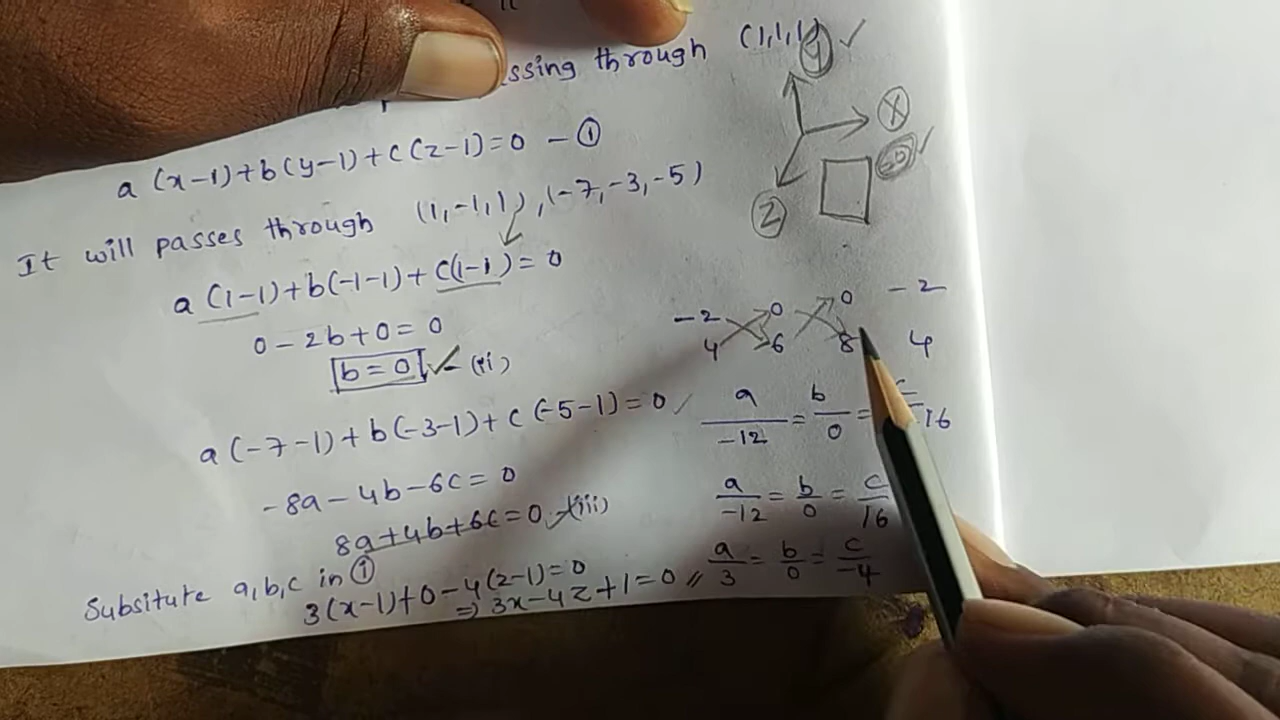 ssing through (1,1,1)
a (x-1)+b(y-1)+c(z-1)=0 - ①
It will passes through (1,-1,1), (-7,-3,-5)
a (1-1)+b(-1-1)+c(1-1)=0
0-2b+0=0
b=0 - (ii)
a(-7-1)+b(-3-1)+c(-5-1)=0
-8a-4b-6c=0
8a+4b+6c=0 (iii)
Subsitute a,b,c in ①
3(x-1)+0-4(z-1)=0
⇒ 3x-4z+1=0 //
y
X
Z
-2 0 0 -2
4 6 8 4
a/-12 = b/0 = 16
a/-12 = b/0 = c/16
a/3 = b/0 = c/-4